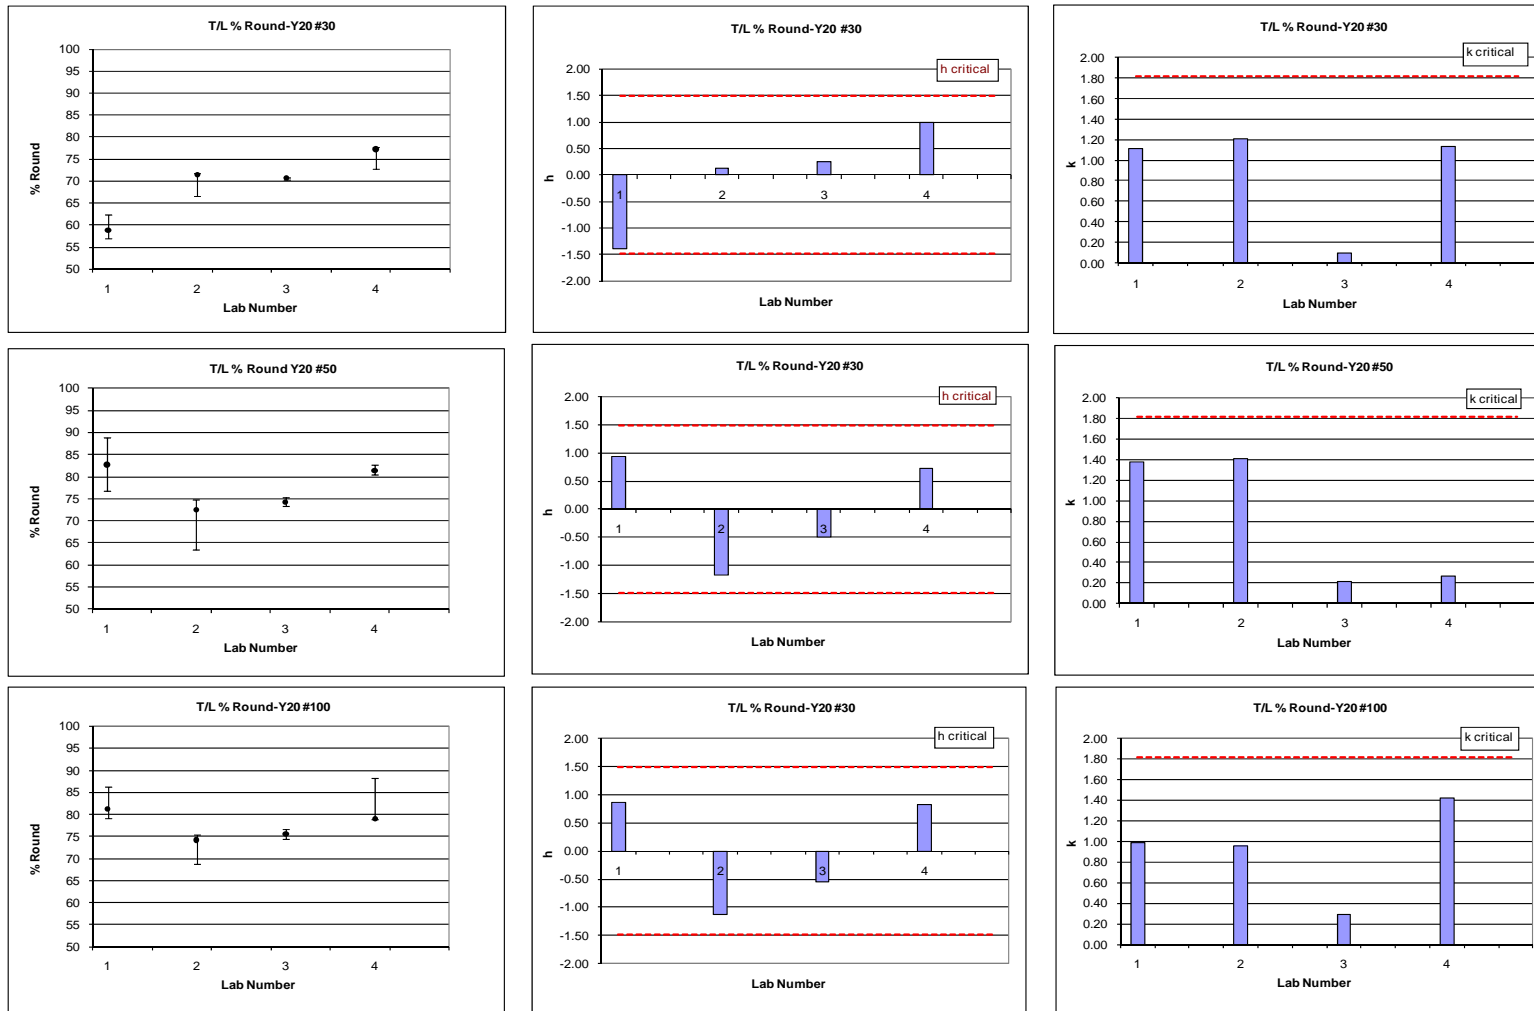 T/L % Round-Y20 #30
100
95
90
85
80
75
70
65
60
55
50
% Round
1 2 3 4
Lab Number
T/L % Round-Y20 #30
h critical
2.00
1.50
1.00
0.50
0.00
-0.50
-1.00
-1.50
-2.00
h
1 2 3 4
Lab Number
T/L % Round-Y20 #30
k critical
2.00
1.80
1.60
1.40
1.20
1.00
0.80
0.60
0.40
0.20
0.00
k
1 2 3 4
Lab Number
T/L % Round Y20 #50
100
95
90
85
80
75
70
65
60
55
50
% Round
1 2 3 4
Lab Number
T/L % Round-Y20 #30
h critical
2.00
1.50
1.00
0.50
0.00
-0.50
-1.00
-1.50
-2.00
h
1 2 3 4
Lab Number
T/L % Round-Y20 #50
k critical
2.00
1.80
1.60
1.40
1.20
1.00
0.80
0.60
0.40
0.20
0.00
k
1 2 3 4
Lab Number
T/L % Round-Y20 #100
100
95
90
85
80
75
70
65
60
55
50
% Round
1 2 3 4
Lab Number
T/L % Round-Y20 #30
h critical
2.00
1.50
1.00
0.50
0.00
-0.50
-1.00
-1.50
-2.00
h
1 2 3 4
Lab Number
T/L % Round-Y20 #100
k critical
2.00
1.80
1.60
1.40
1.20
1.00
0.80
0.60
0.40
0.20
0.00
k
1 2 3 4
Lab Number